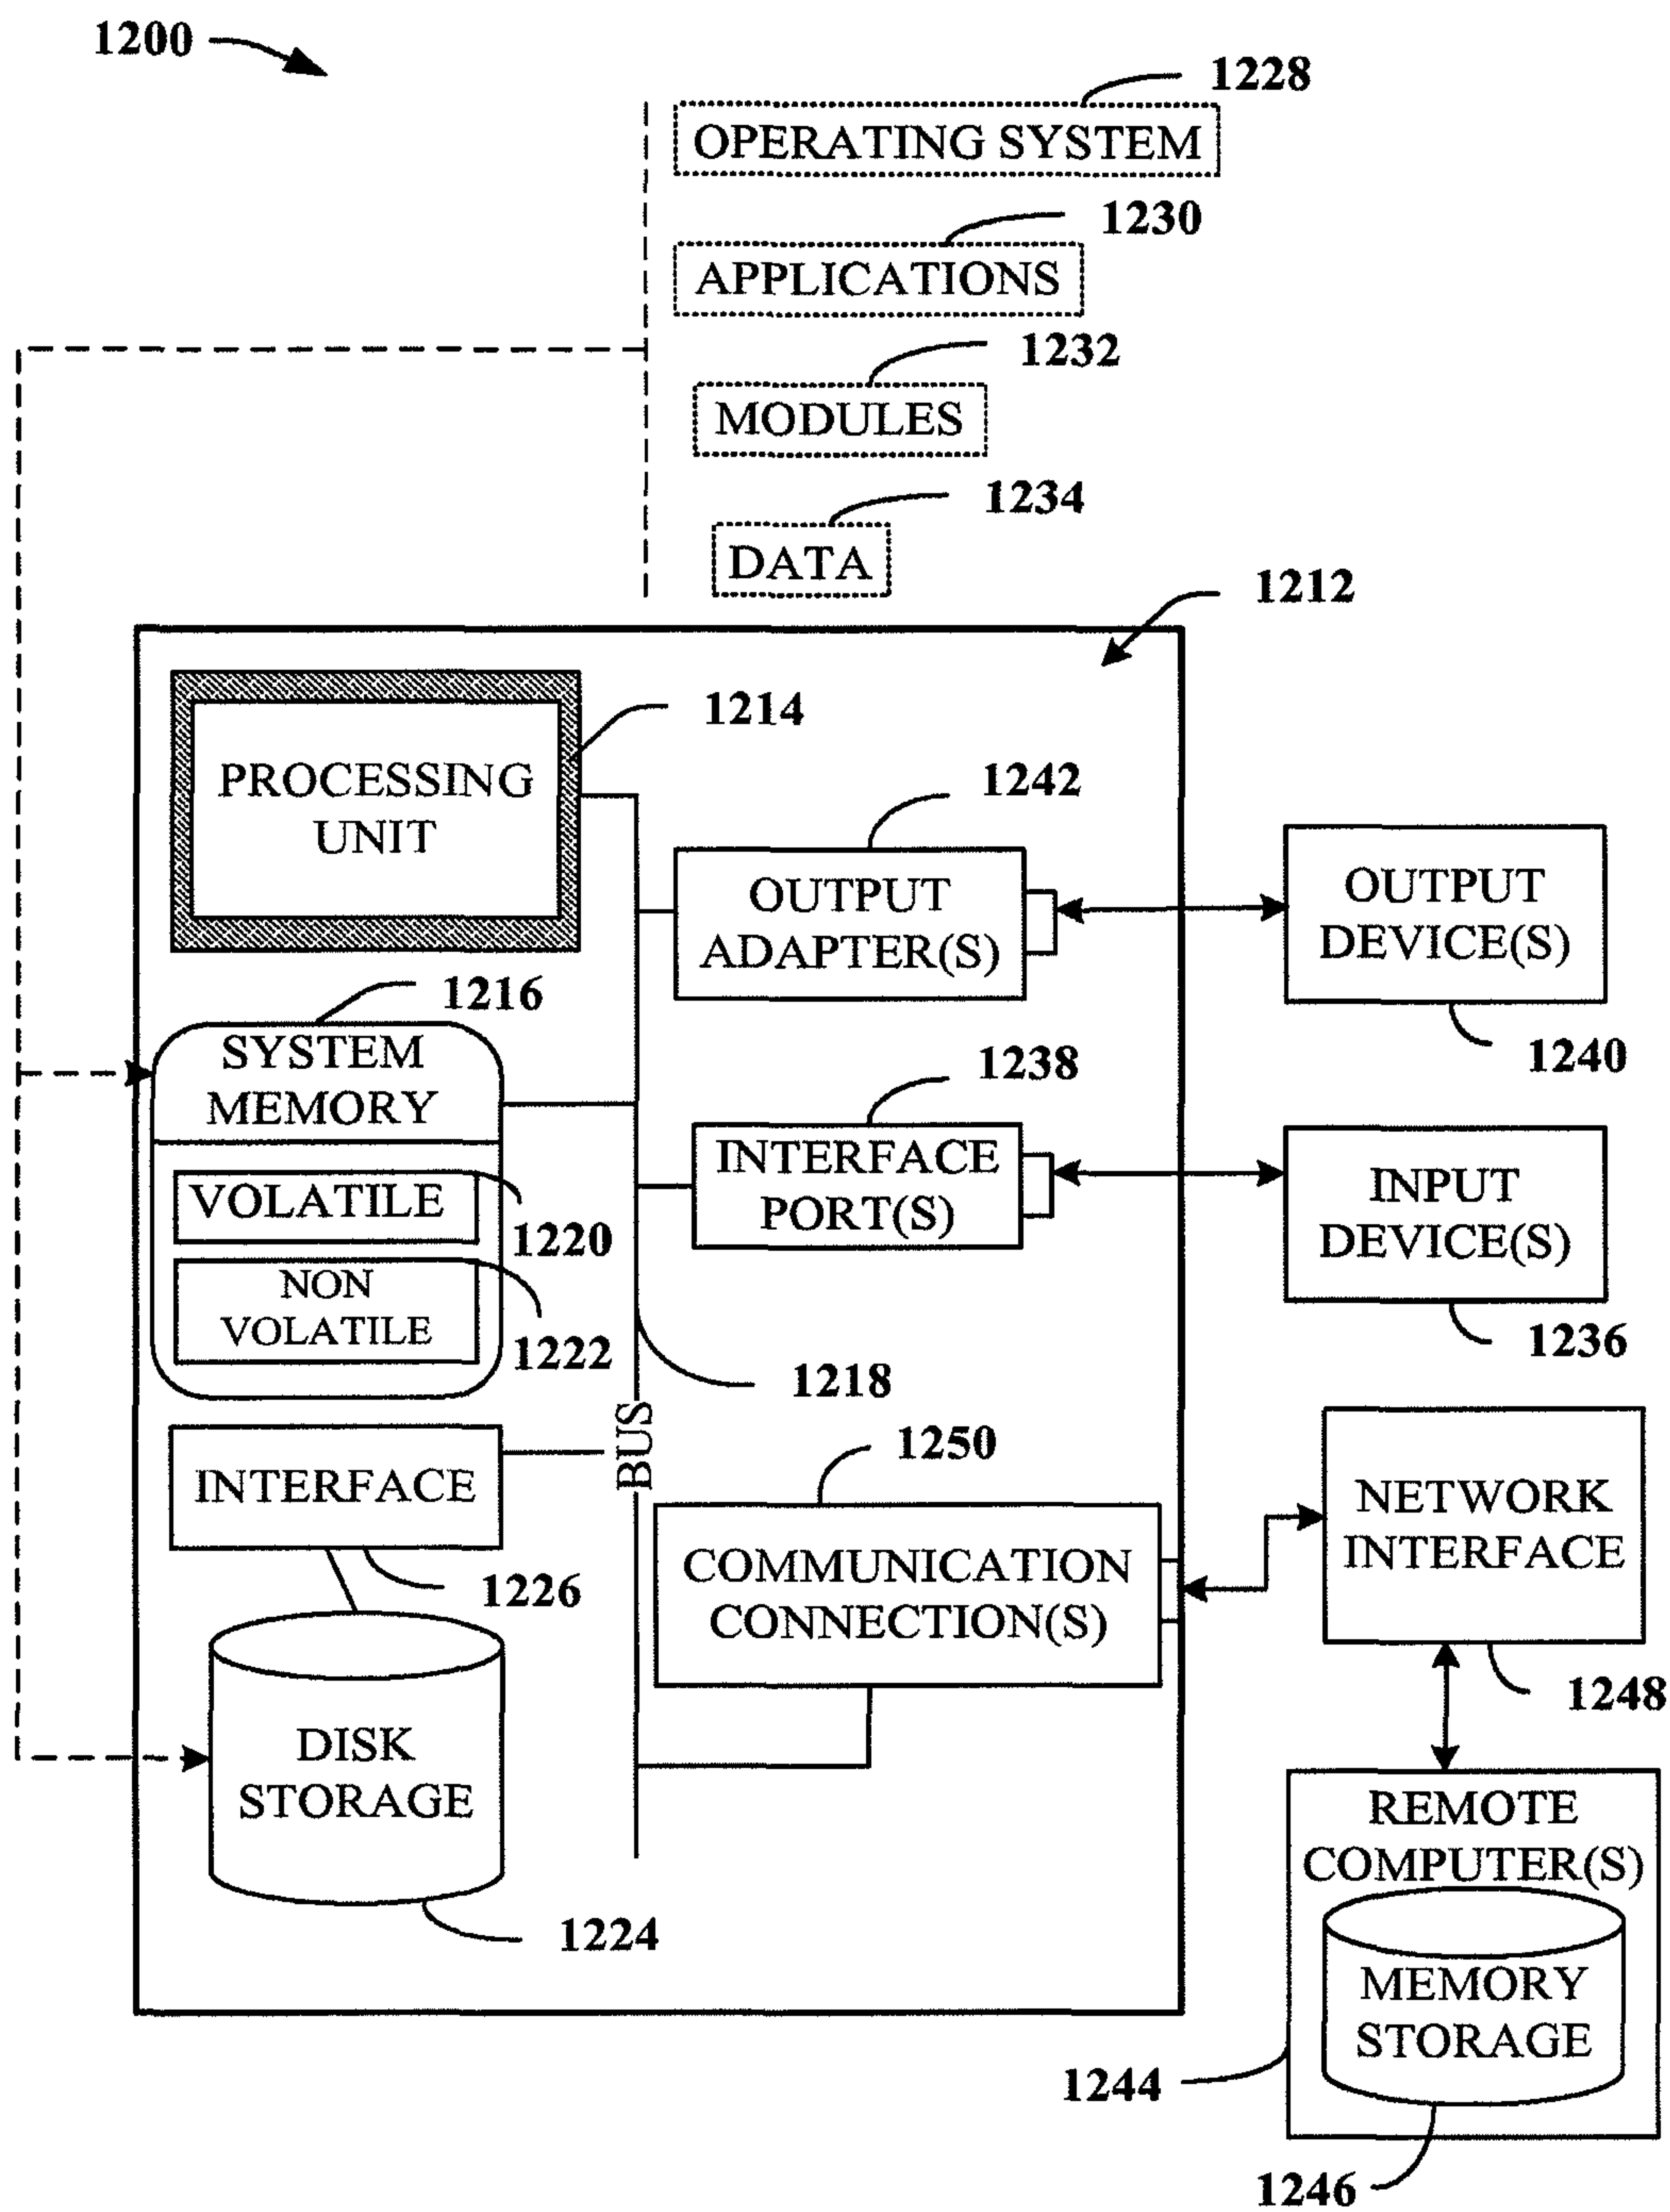 1200
1228
OPERATING SYSTEM
1230
APPLICATIONS
1232
MODULES
1234
DATA
1212
1214
PROCESSING
UNIT
1242
OUTPUT
ADAPTER(S)
OUTPUT
DEVICE(S)
1240
1216
SYSTEM
MEMORY
VOLATILE
1220
NON
VOLATILE
1222
1238
INTERFACE
PORT(S)
INPUT
DEVICE(S)
1236
1218
BUS
INTERFACE
1226
1250
COMMUNICATION
CONNECTION(S)
NETWORK
INTERFACE
1248
DISK
STORAGE
1224
REMOTE
COMPUTER(S)
MEMORY
STORAGE
1244
1246